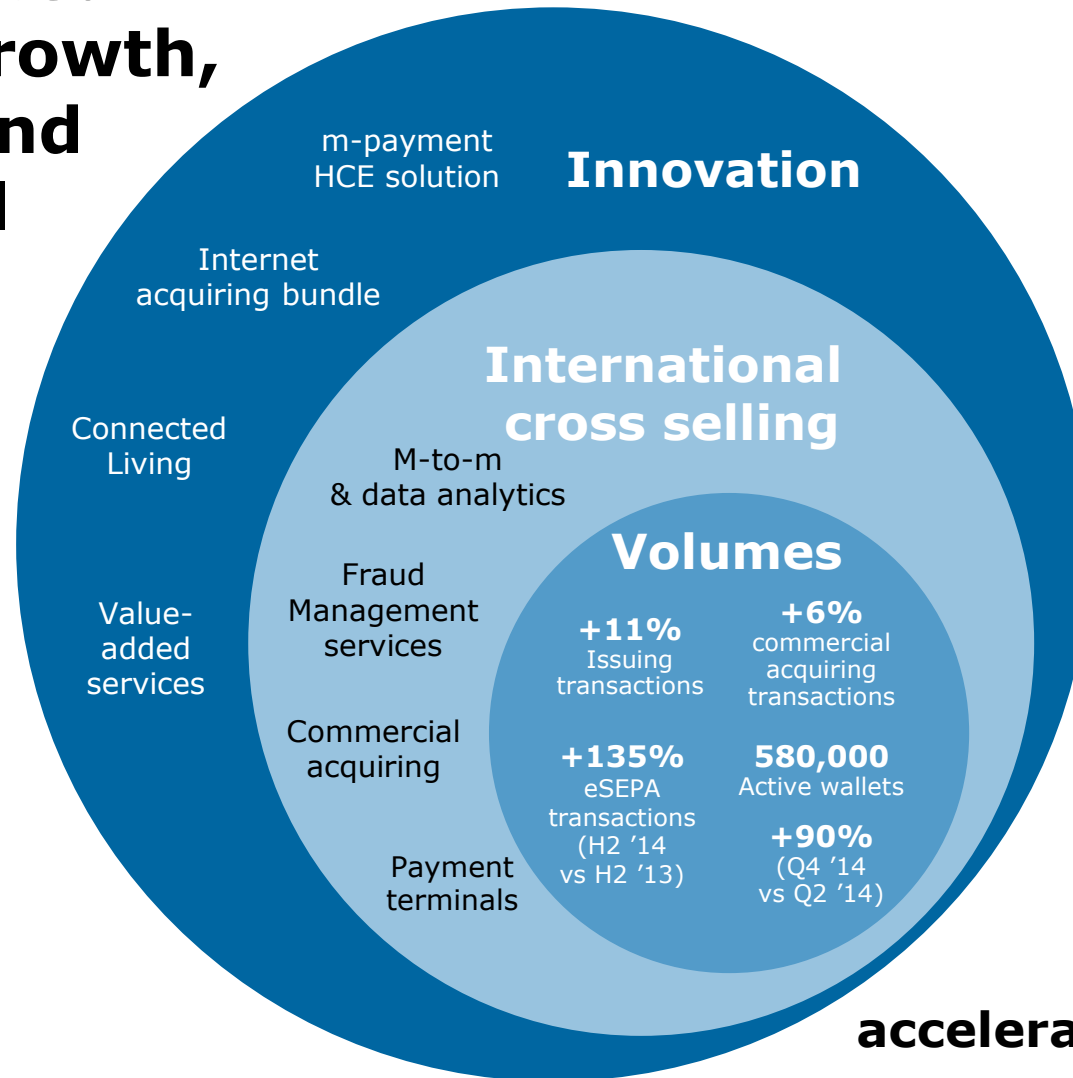 rowth,
nd
m-payment
HCE solution
Innovation
Internet
acquiring bundle
International
cross selling
Connected
Living
M-to-m
& data analytics
Volumes
Fraud
Management
services
Value-
added
services
+11%
Issuing
transactions
+6%
commercial
acquiring
transactions
Commercial
acquiring
+135%
eSEPA
transactions
(H2 ’14
vs H2 ’13)
580,000
Active wallets
+90%
(Q4 ’14
vs Q2 ’14)
Payment
terminals
accelera